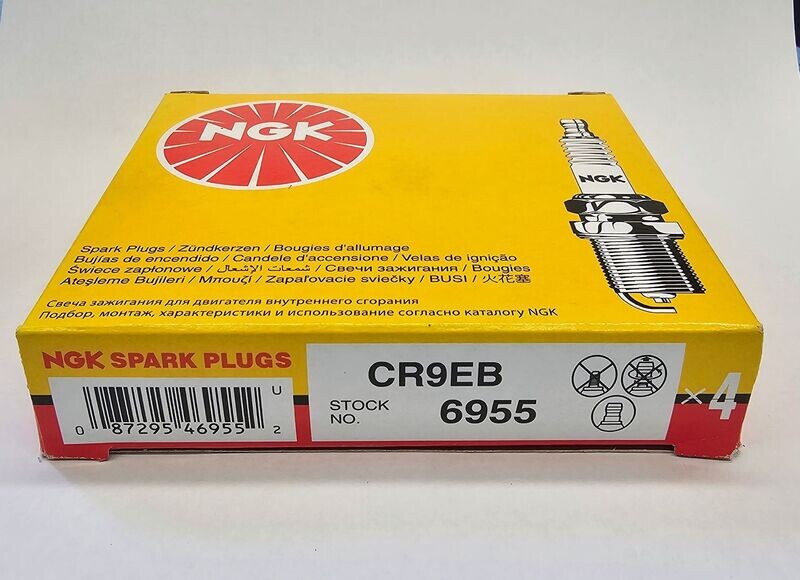 NGK
NGK
Spark Plugs / Zündkerzen / Bougies d'allumage
Bujías de encendido / Candele d'accensione / Velas de ignição
Świece zapłonowe / شمعات الإشعال / Свечи зажигания / Bougies
Ateşleme Bujileri / Μπουζί / Zapaľovacie sviečky / BUSI / 火花塞
Свеча зажигания для двигателя внутреннего сгорания
Подбор, монтаж, характеристики и использование согласно каталогу NGK
NGK SPARK PLUGS
CR9EB
STOCK NO. 6955
×4
U
0 87295 46955 2